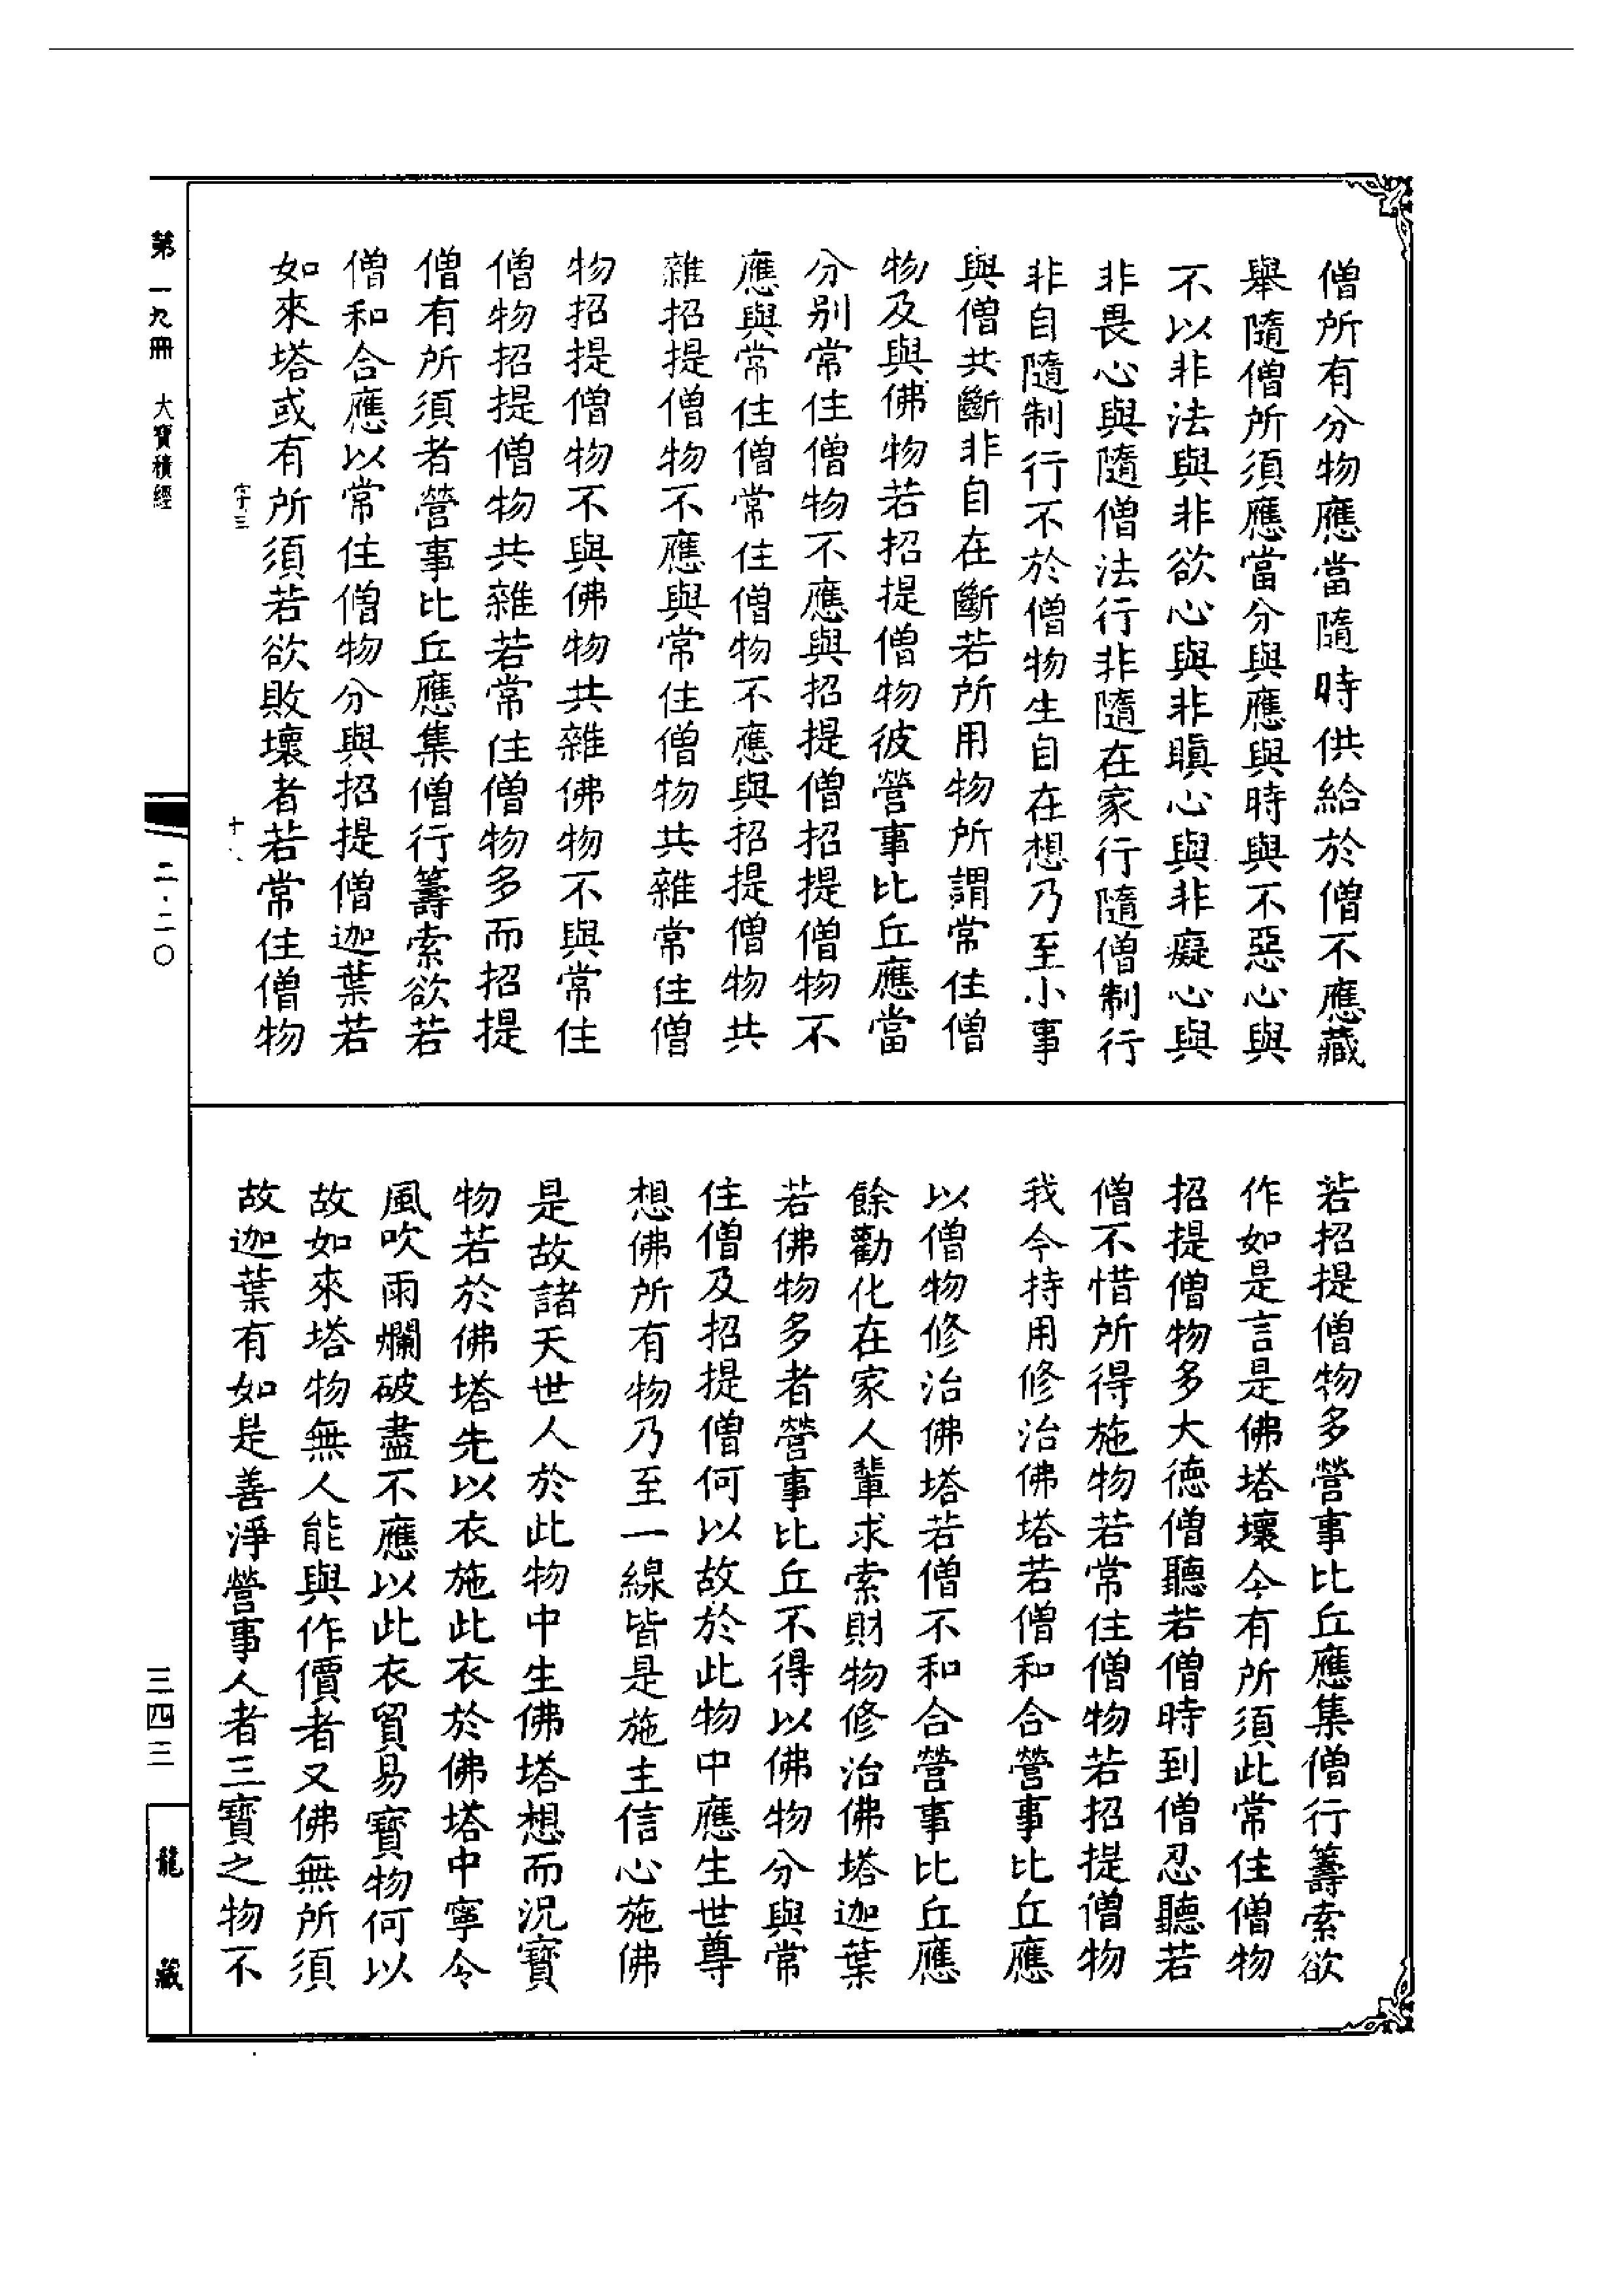 僧所有分物應當隨時供給於僧不應藏
舉隨僧所須應當分與應與時與不惡心與
不以非法與非欲心與非瞋心與非癡心與
非畏心與隨僧法行非隨在家行隨僧制行
非自隨制行不於僧物生自在想乃至小事
與僧共斷非自在斷若所用物所謂常住僧
物及與佛物若招提僧物彼營事比丘應當
分別常住僧物不應與招提僧招提僧物不
應與常住僧常住僧物不應與招提僧物共
雜招提僧物不應與常住僧物共雜常住僧
物招提僧物不與佛物共雜佛物不與常住
僧物招提僧物共雜若常住僧物多而招提
僧有所須者營事比丘應集僧行籌索欲若
僧和合應以常住僧物分與招提僧迦葉若
如來塔或有所須若欲敗壞者若常住僧物
若招提僧物多營事比丘應集僧行籌索欲
作如是言是佛塔壞今有所須此常住僧物
招提僧物多大德僧聽若僧時到僧忍聽若
僧不惜所得施物若常住僧物若招提僧物
我今持用修治佛塔若僧和合營事比丘應
以僧物修治佛塔若僧不和合營事比丘應
餘勸化在家人輩求索財物修治佛塔迦葉
若佛物多者營事比丘不得以佛物分與常
住僧及招提僧何以故於此物中應生世尊
想佛所有物乃至一線皆是施主信心施佛
是故諸天世人於此物中生佛塔想而況寶
物若於佛塔先以衣施此衣於佛塔中寧令
風吹雨爛破盡不應以此衣貿易寶物何以
故如來塔物無人能與作價者又佛無所須
故迦葉有如是善淨營事人者三寶之物不
第一九冊 大寶積經
二·二〇
三四三
龍藏